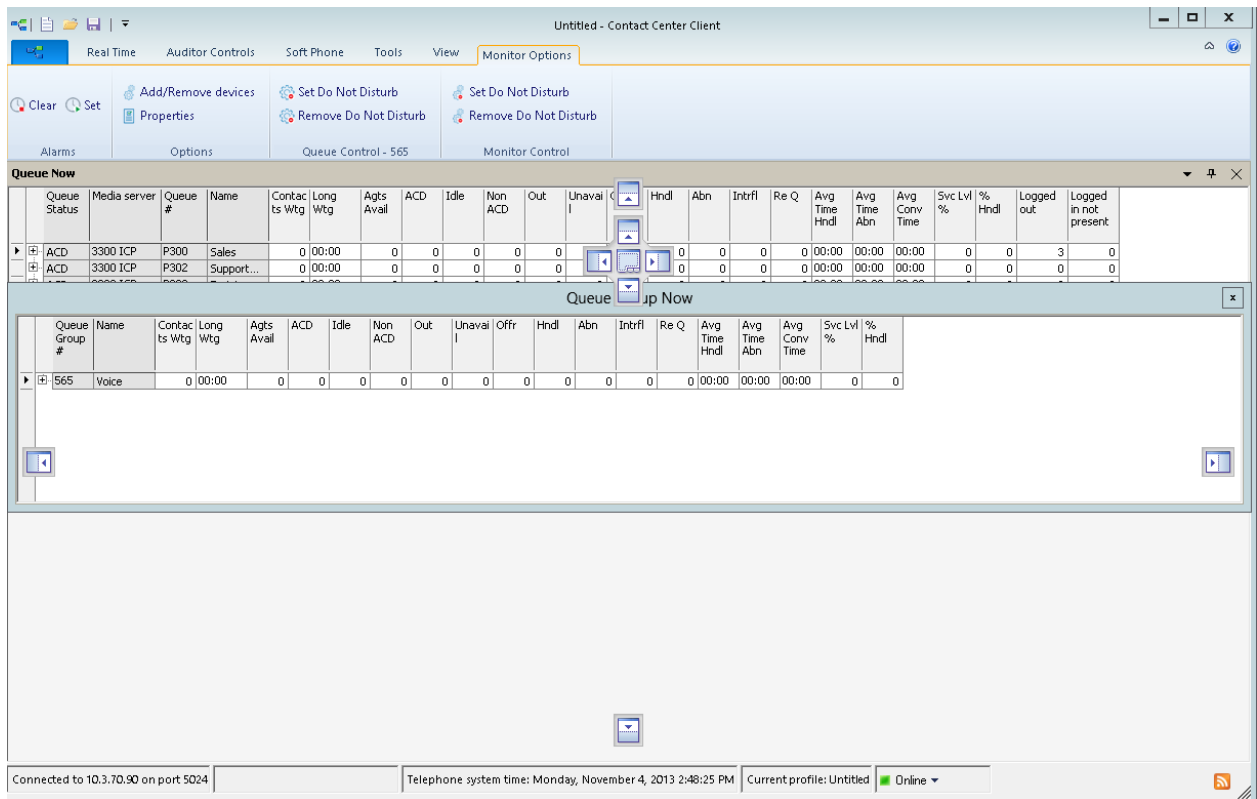 Untitled - Contact Center Client
Real Time Auditor Controls Soft Phone Tools View Monitor Options
Clear Set Add/Remove devices Set Do Not Disturb Set Do Not Disturb
Properties Remove Do Not Disturb Remove Do Not Disturb
Alarms Options Queue Control - 565 Monitor Control
Queue Now
Queue Media server Queue Name Contac Long Agts ACD Idle Non Out Unavai Hndl Abn Intrfl Re Q Avg Avg Avg Svc Lvl % Logged Logged
Status # ts Wtg Wtg Avail ACD l Time Time Conv % Hndl out in not
Hndl Abn Time present
ACD 3300 ICP P300 Sales 0 00:00 0 0 0 0 0 0 0 0 0 00:00 00:00 00:00 0 0 3 0
ACD 3300 ICP P302 Support... 0 00:00 0 0 0 0 0 0 0 0 0 00:00 00:00 00:00 0 0 0 0
Queue up Now
Queue Name Contac Long Agts ACD Idle Non Out Unavai Offr Hndl Abn Intrfl Re Q Avg Avg Avg Svc Lvl %
Group ts Wtg Wtg Avail ACD l Time Time Conv % Hndl
# Hndl Abn Time
565 Voice 0 00:00 0 0 0 0 0 0 0 0 0 0 0 00:00 00:00 00:00 0 0
Connected to 10.3.70.90 on port 5024 Telephone system time: Monday, November 4, 2013 2:48:25 PM Current profile: Untitled Online